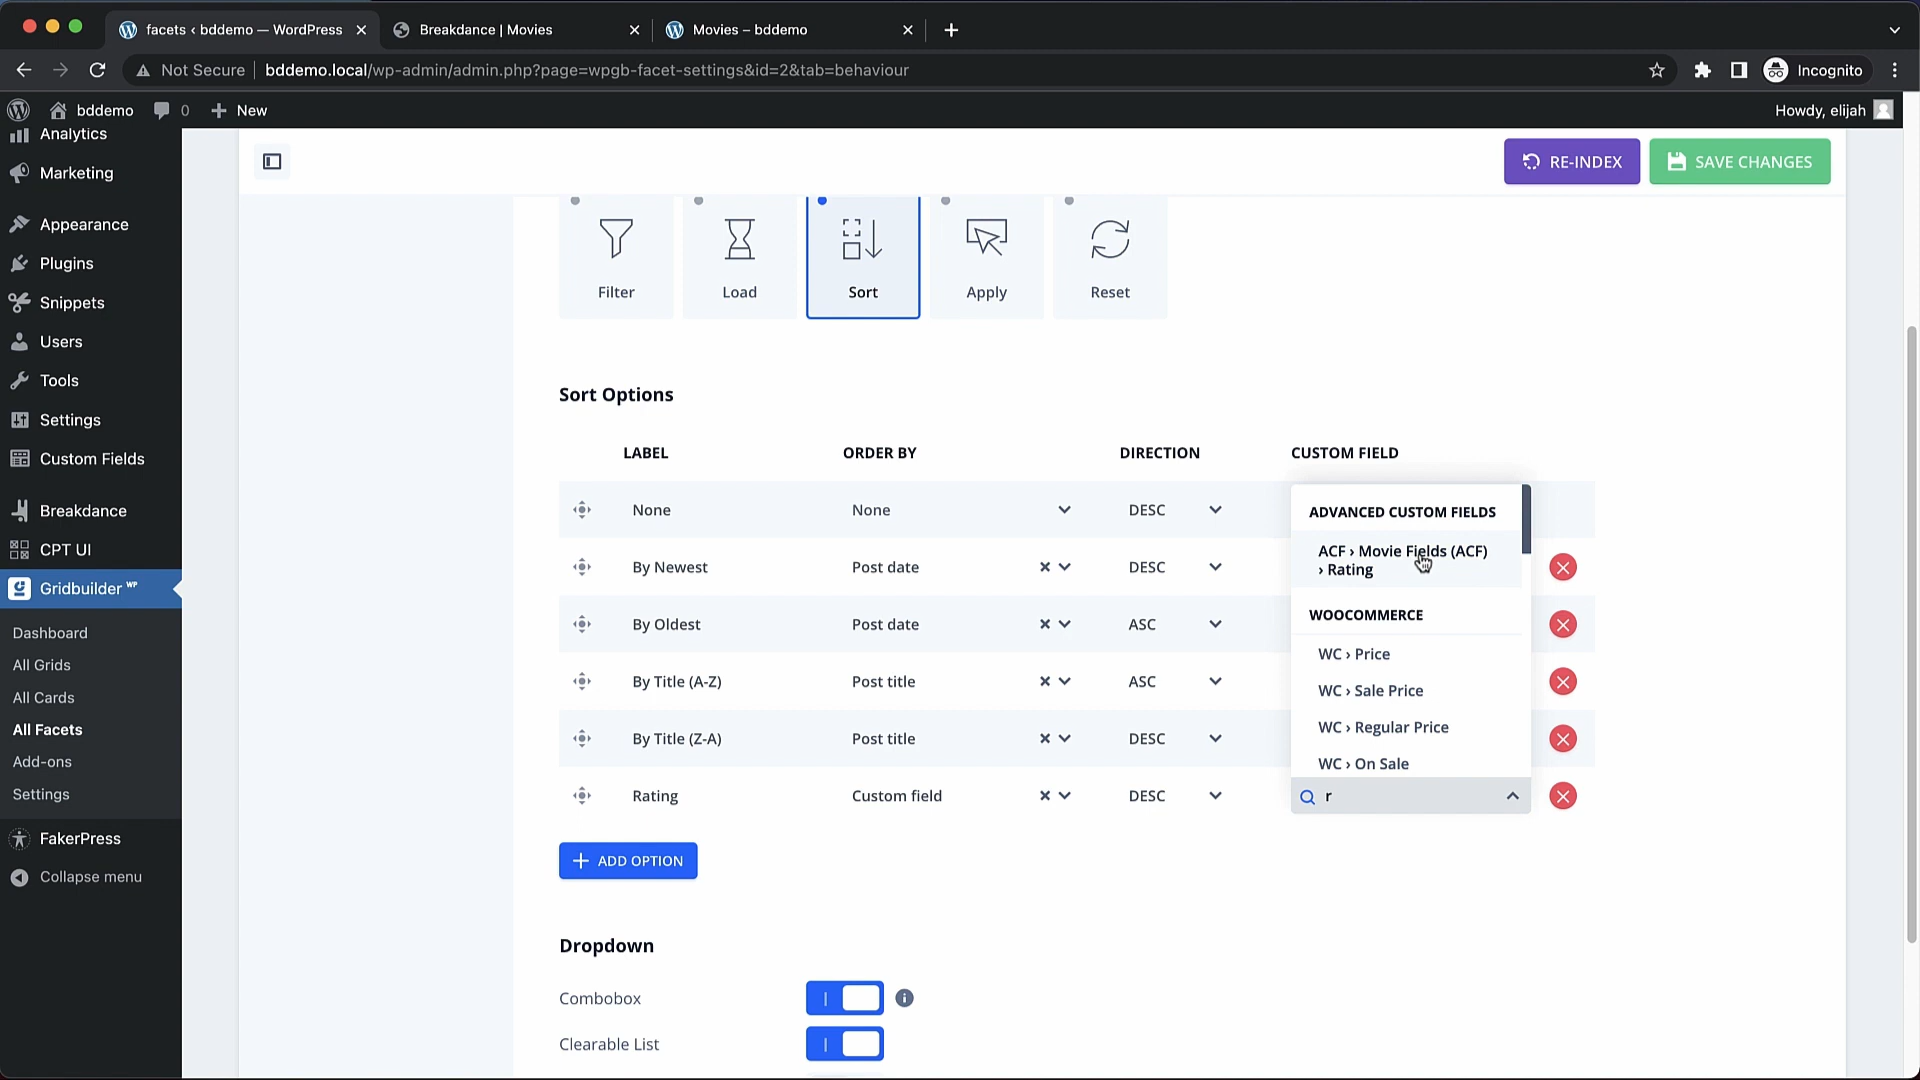 facets ‹ bddemo — WordPress
Breakdance | Movies
Movies – bddemo
Not Secure
bddemo.local/wp-admin/admin.php?page=wpgb-facet-settings&id=2&tab=behaviour
Incognito
bddemo
0
New
Howdy, elijah
Analytics
Marketing
Appearance
Plugins
Snippets
Users
Tools
Settings
Custom Fields
Breakdance
CPT UI
Gridbuilder WP
Dashboard
All Grids
All Cards
All Facets
Add-ons
Settings
FakerPress
Collapse menu
RE-INDEX
SAVE CHANGES
Filter
Load
Sort
Apply
Reset
Sort Options
LABEL ORDER BY DIRECTION CUSTOM FIELD
None None DESC
By Newest Post date DESC
By Oldest Post date ASC
By Title (A-Z) Post title ASC
By Title (Z-A) Post title DESC
Rating Custom field DESC
ADVANCED CUSTOM FIELDS
ACF › Movie Fields (ACF)
› Rating
WOOCOMMERCE
WC › Price
WC › Sale Price
WC › Regular Price
WC › On Sale
r
ADD OPTION
Dropdown
Combobox
Clearable List